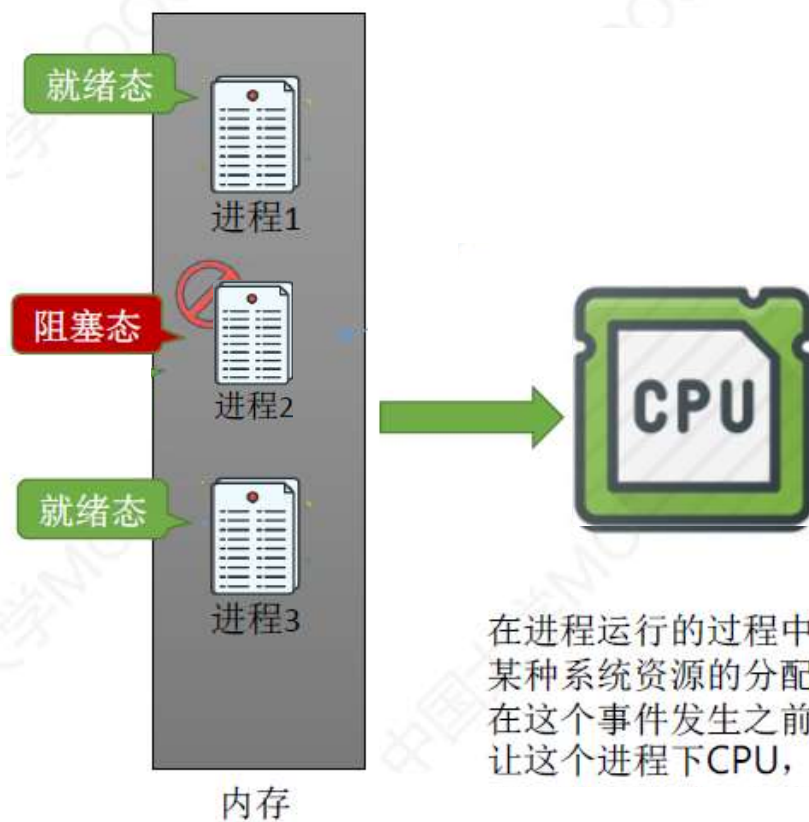 就绪态
进程1
阻塞态
进程2
CPU
就绪态
进程3
在进程运行的过程中
某种系统资源的分配
在这个事件发生之前
让这个进程下CPU，
内存